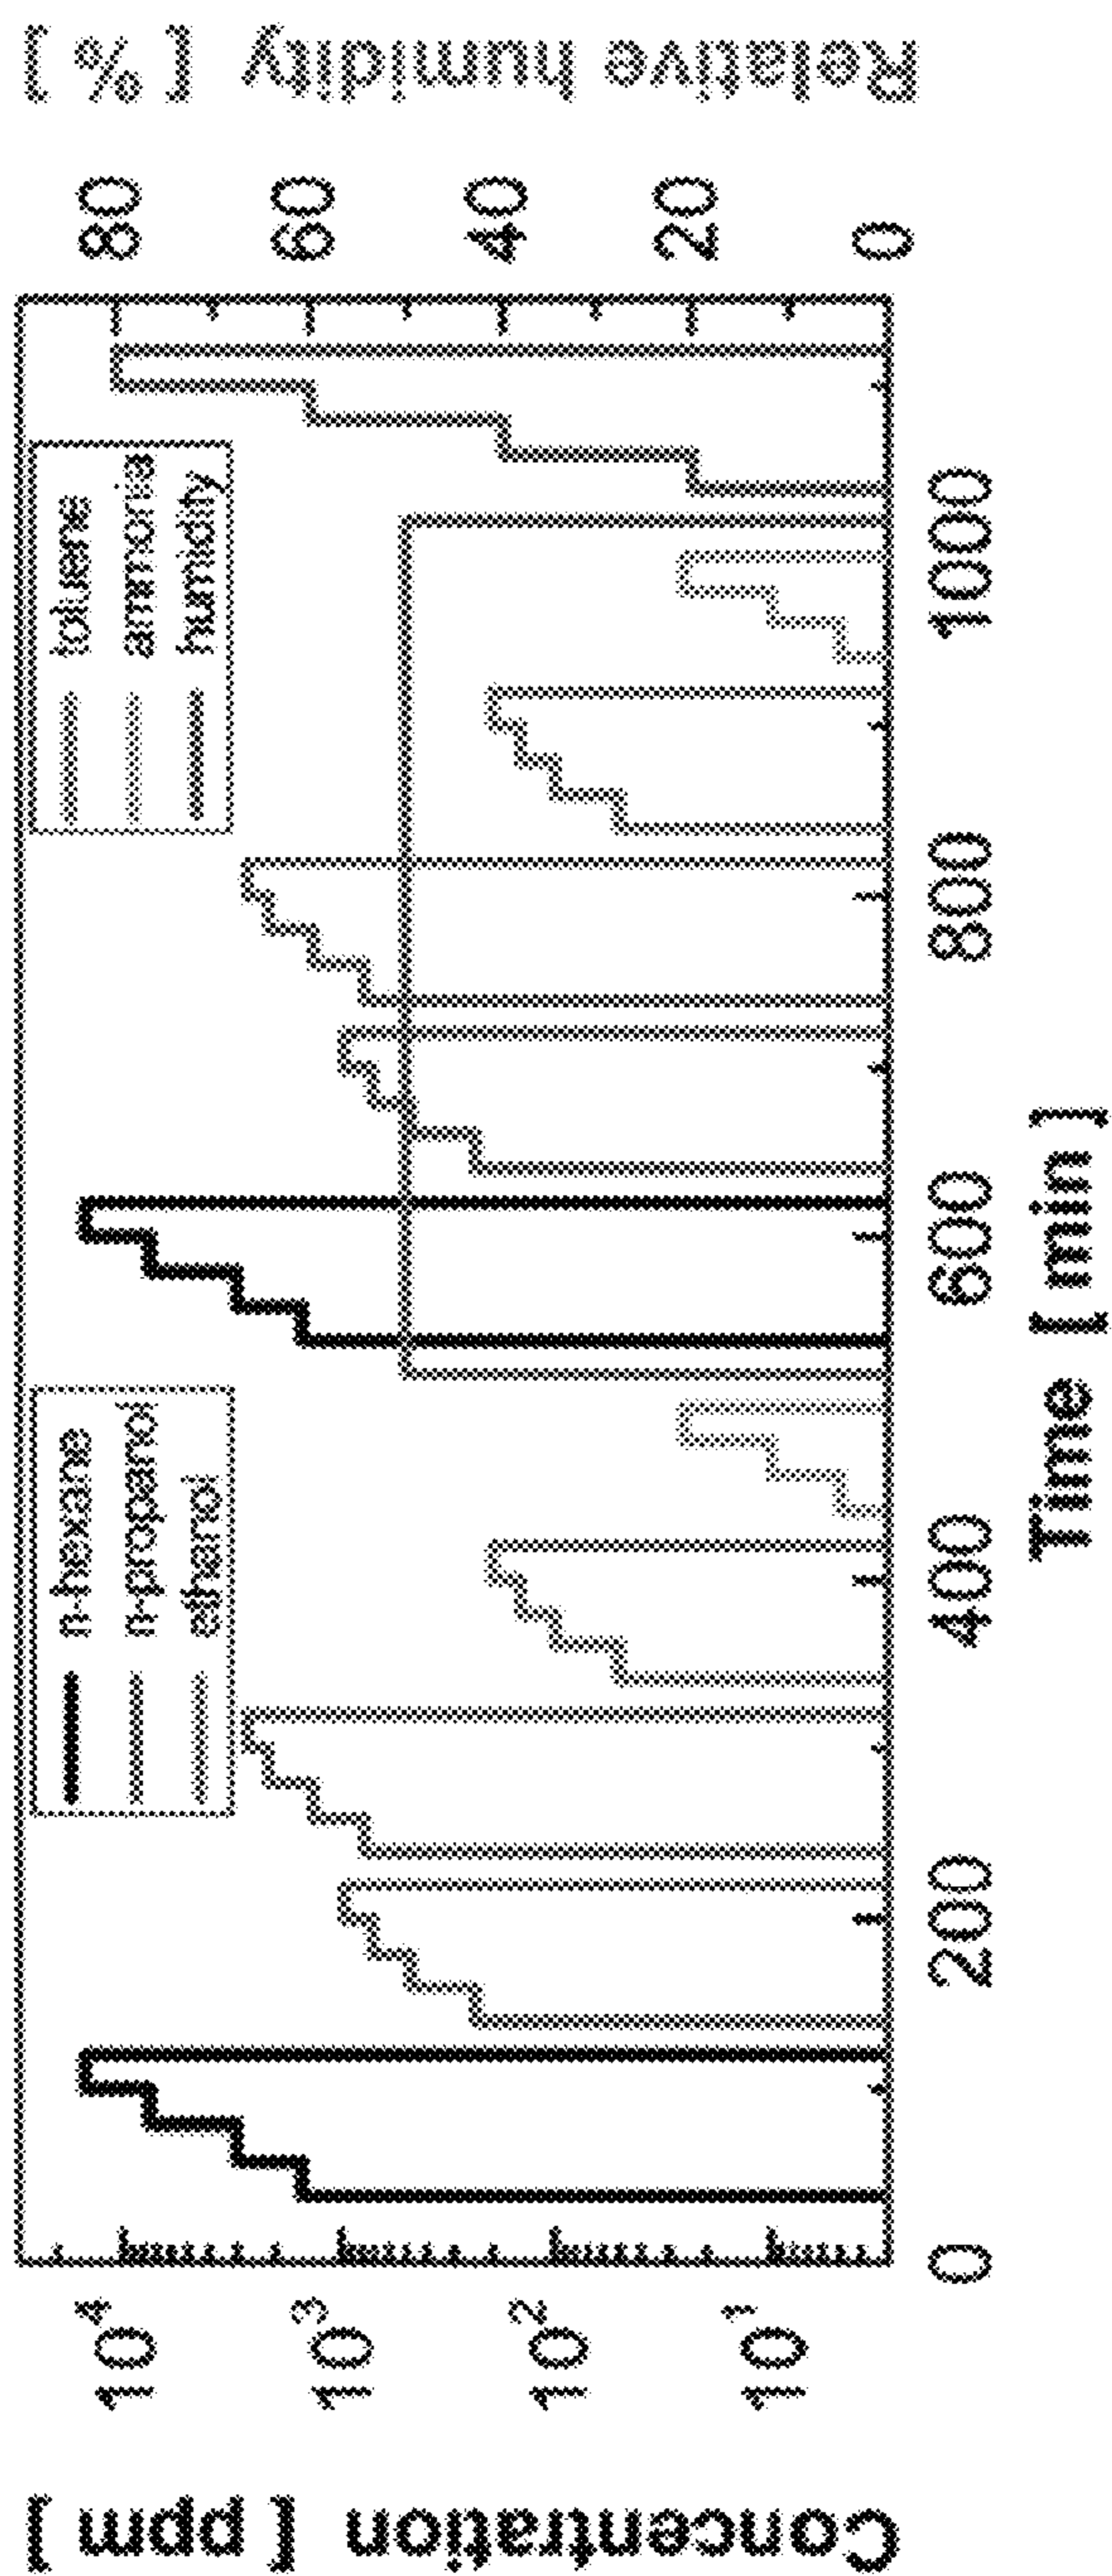 Concentration [ ppm ]
10^4
10^3
10^2
10^1
n-hexane
n-propanol
ethanol
toluene
ammonia
humidity
80
60
40
20
0
Relative humidity [ % ]
0 200 400 600 800 1000
Time [ min ]